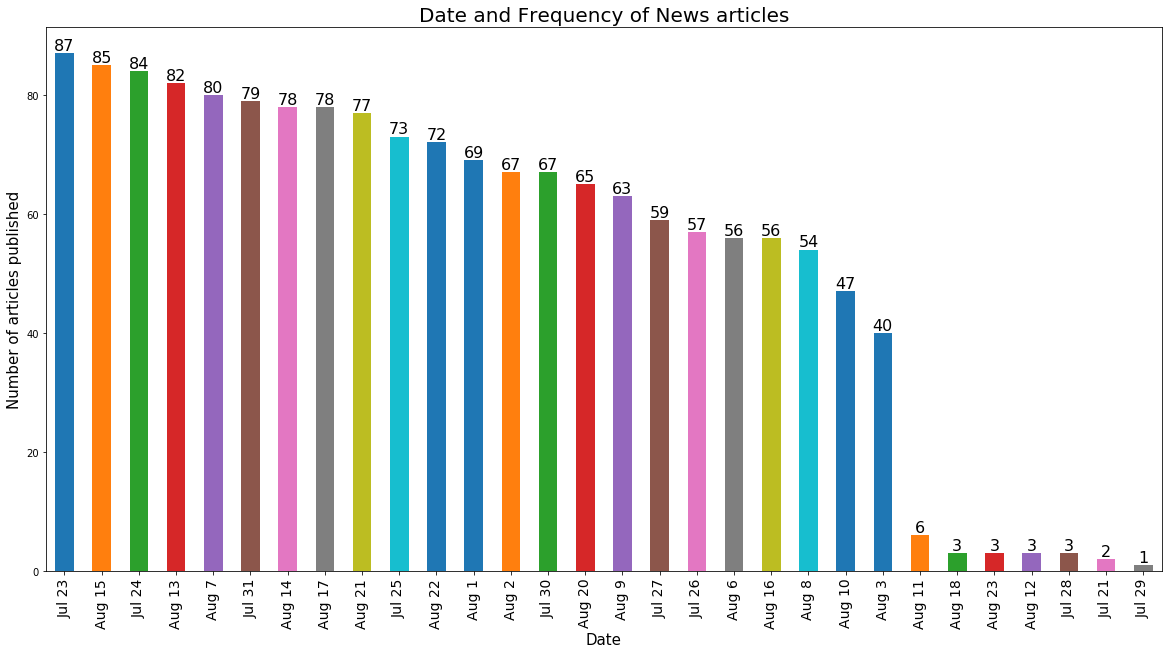 Date and Frequency of News articles
Number of articles published
80
60
40
20
0
87
85
84
82
80
79
78
78
77
73
72
69
67
67
65
63
59
57
56
56
54
47
40
6
3
3
3
3
2
1
Jul 23
Aug 15
Jul 24
Aug 13
Aug 7
Jul 31
Aug 14
Aug 17
Aug 21
Jul 25
Aug 22
Aug 1
Aug 2
Jul 30
Aug 20
Aug 9
Jul 27
Jul 26
Aug 6
Aug 16
Aug 8
Aug 10
Aug 3
Aug 11
Aug 18
Aug 23
Aug 12
Jul 28
Jul 21
Jul 29
Date